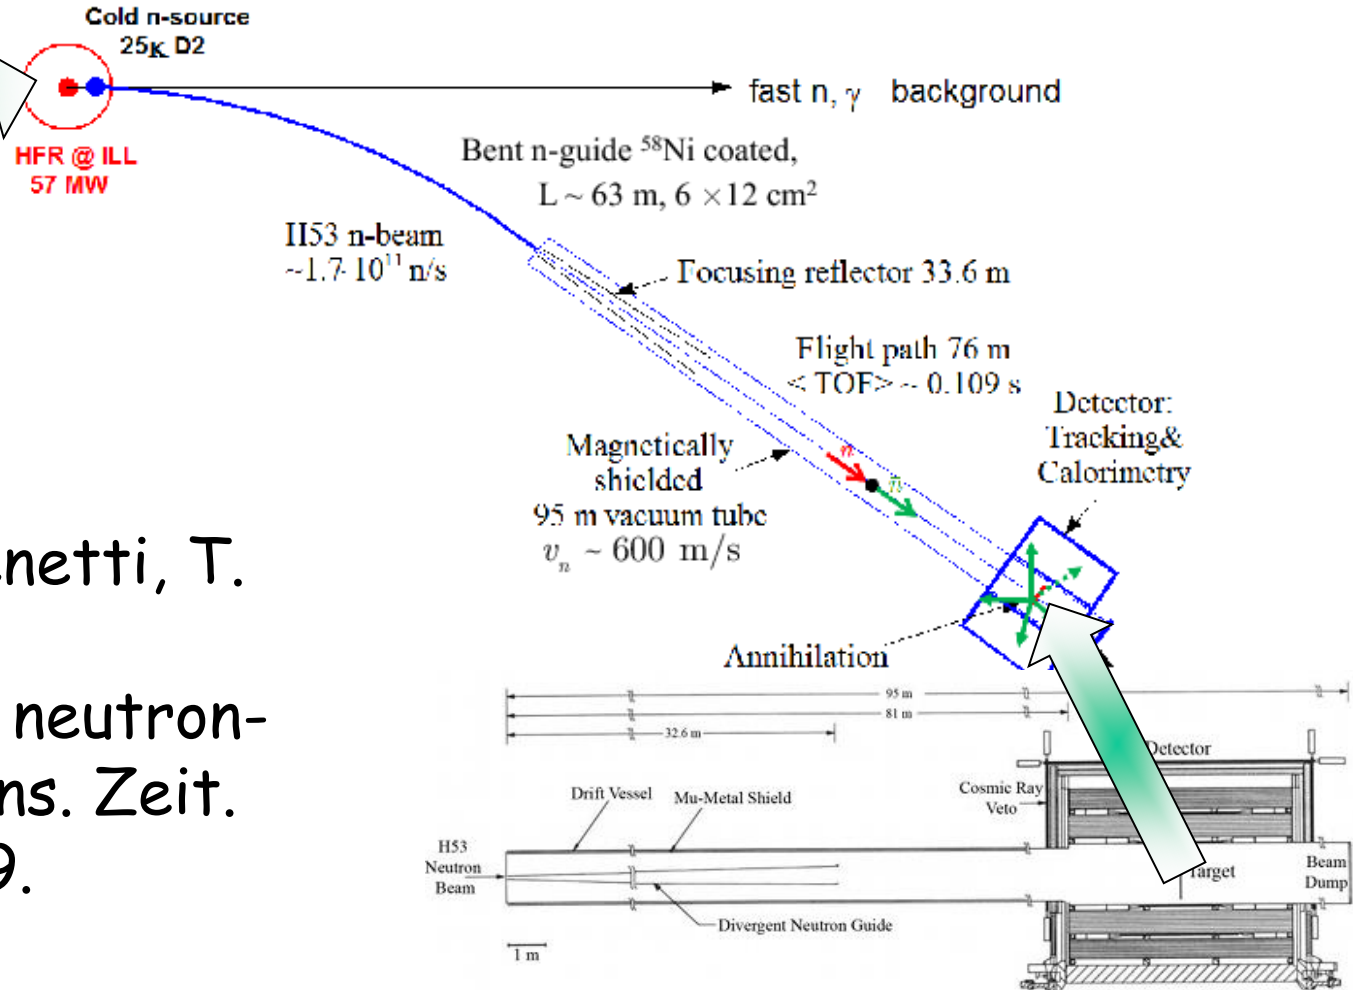 Cold n-source
25K D2
fast n, γ background
HFR @ ILL
57 MW
Bent n-guide ⁵⁸Ni coated,
L ~ 63 m, 6 ×12 cm²
H53 n-beam
~1.7·10¹¹ n/s
Focusing reflector 33.6 m
Flight path 76 m
< TOF> ~ 0.109 s
Detector:
Tracking&
Calorimetry
Magnetically
shielded
95 m vacuum tube
vₙ ~ 600 m/s
n
n̄
Annihilation
netti, T.
neutron-
ns. Zeit.
9.
95 m
81 m
32.6 m
Detector
Drift Vessel
Mu-Metal Shield
Cosmic Ray
Veto
H53
Neutron
Beam
Target
Beam
Dump
Divergent Neutron Guide
1 m